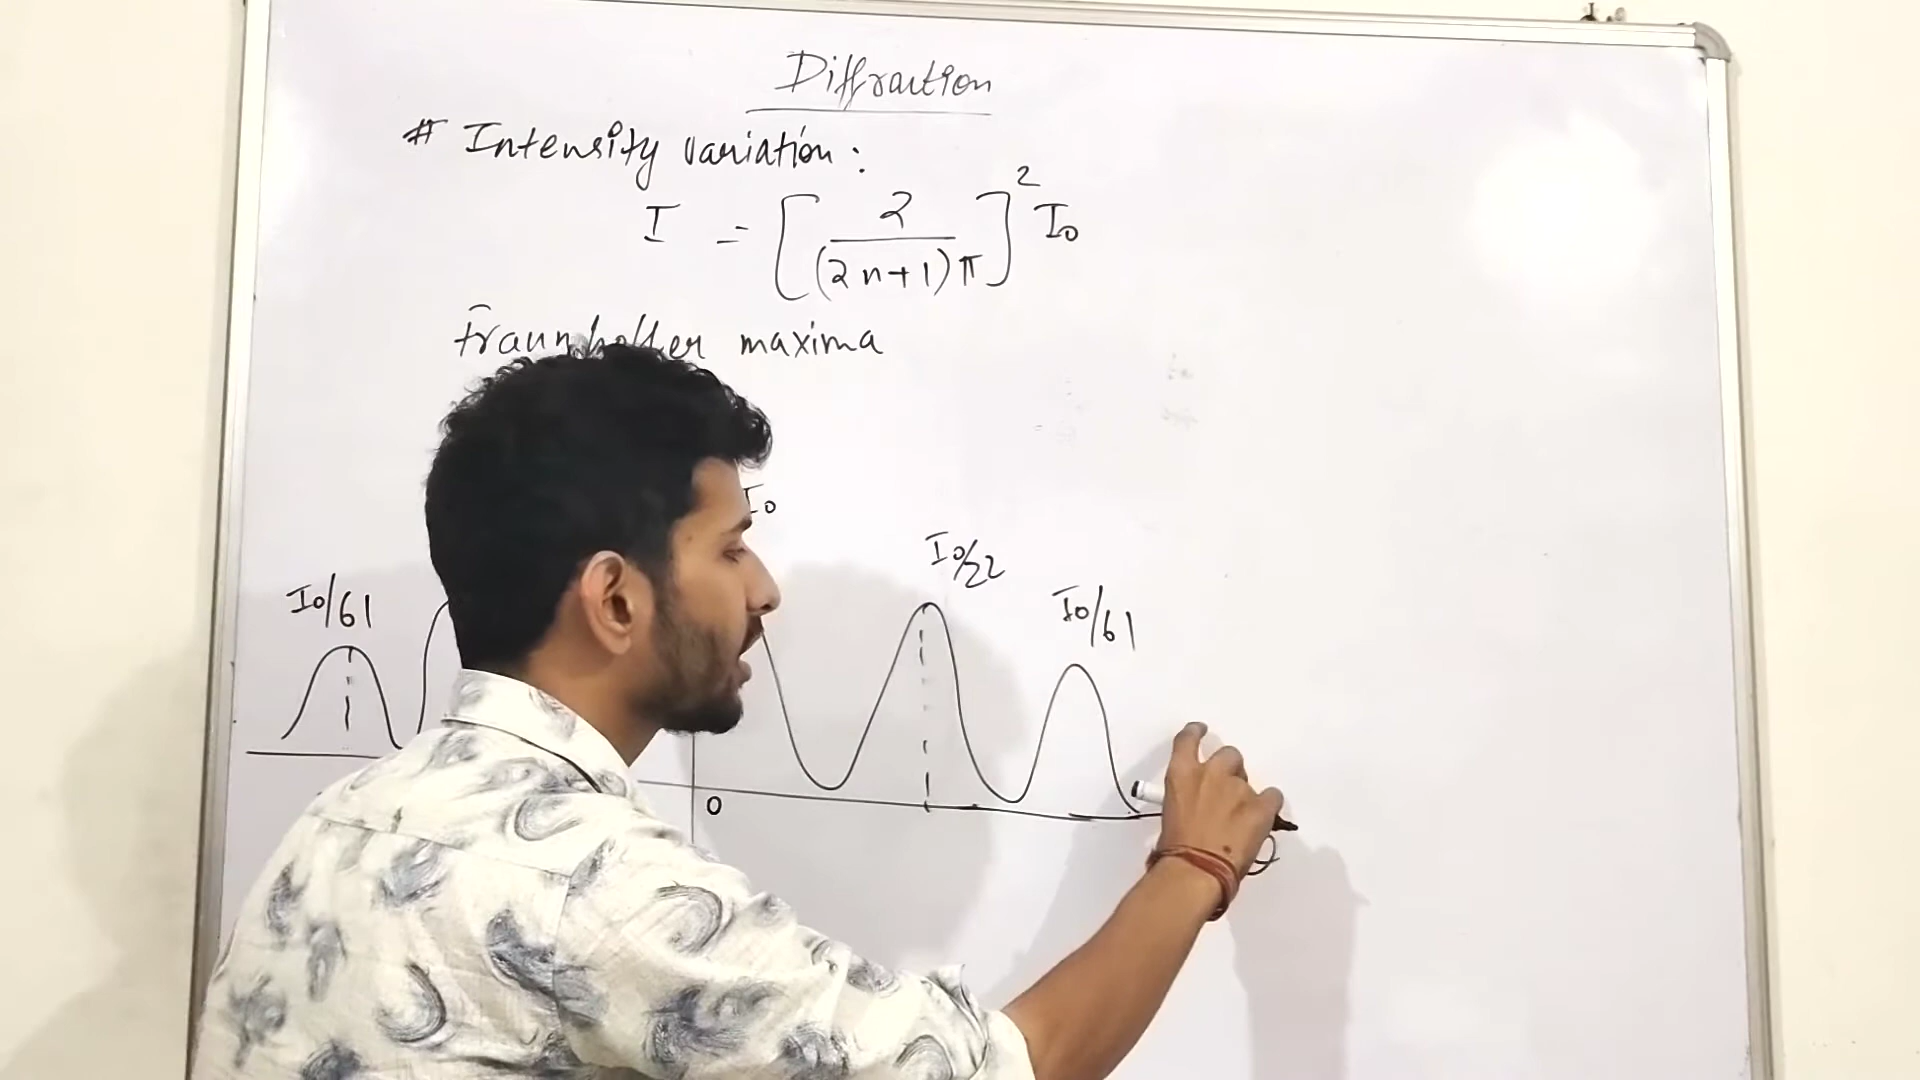 Diffraction
# Intensity variation :
I = [2/(2n+1)π]² I₀
Fraunhoffer maxima
I₀
I₀/22
I₀/61
I₀/61
0
θ